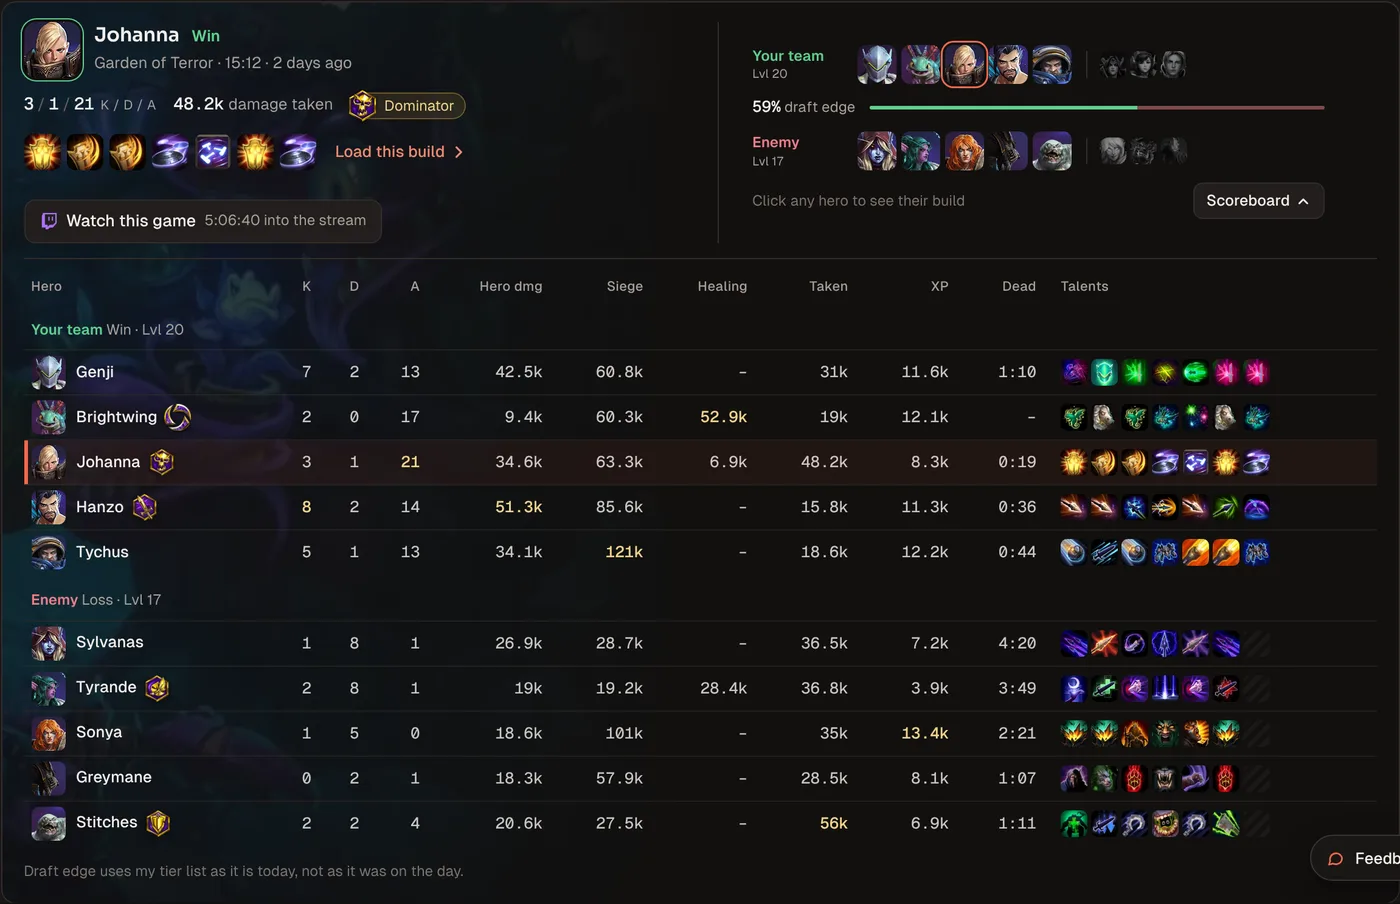 Johanna Win
Garden of Terror · 15:12 · 2 days ago
3 / 1 / 21 K / D / A 48.2k damage taken Dominator
Load this build
Watch this game 5:06:40 into the stream
Your team
Lvl 20
59% draft edge
Enemy
Lvl 17
Click any hero to see their build
Scoreboard
Hero K D A Hero dmg Siege Healing Taken XP Dead Talents
Your team Win · Lvl 20
Genji 7 2 13 42.5k 60.8k – 31k 11.6k 1:10
Brightwing 2 0 17 9.4k 60.3k 52.9k 19k 12.1k –
Johanna 3 1 21 34.6k 63.3k 6.9k 48.2k 8.3k 0:19
Hanzo 8 2 14 51.3k 85.6k – 15.8k 11.3k 0:36
Tychus 5 1 13 34.1k 121k – 18.6k 12.2k 0:44
Enemy Loss · Lvl 17
Sylvanas 1 8 1 26.9k 28.7k – 36.5k 7.2k 4:20
Tyrande 2 8 1 19k 19.2k 28.4k 36.8k 3.9k 3:49
Sonya 1 5 0 18.6k 101k – 35k 13.4k 2:21
Greymane 0 2 1 18.3k 57.9k – 28.5k 8.1k 1:07
Stitches 2 2 4 20.6k 27.5k – 56k 6.9k 1:11
Feedb
Draft edge uses my tier list as it is today, not as it was on the day.